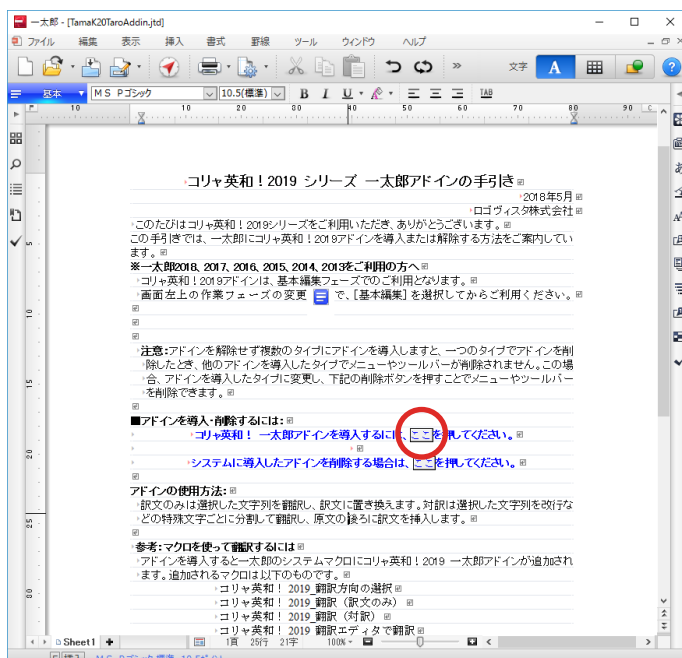 一太郎 - [TamaK20TaroAddin.jtd]
ファイル 編集 表示 挿入 書式 罫線 ツール ウィンドウ ヘルプ
文字 A ?
基本 MS Pゴシック 10.5(標準) B I U TAB
10 10 20 30 40 50 60 70 80 90
コリャ英和!2019 シリーズ 一太郎アドインの手引き
2018年5月
ロゴヴィスタ株式会社
このたびはコリャ英和!2019シリーズをご利用いただき、ありがとうございます。
この手引きでは、一太郎にコリャ英和!2019アドインを導入または解除する方法をご案内してい
ます。
※一太郎2018, 2017, 2016, 2015, 2014, 2013をご利用の方へ
コリャ英和!2019アドインは、基本編集フェーズでのご利用となります。
画面左上の作業フェーズの変更 で、[基本編集] を選択してからご利用ください。
注意:アドインを解除せず複数のタイプにアドインを導入しますと、一つのタイプでアドインを削
除したとき、他のアドインを導入したタイプでメニューやツールバーが削除されません。この場
合、アドインを導入したタイプに変更し、下記の削除ボタンを押すことでメニューやツールバー
を削除できます。
■アドインを導入・削除するには:
コリャ英和! 一太郎アドインを導入するには、ここを押してください。
システムに導入したアドインを削除する場合は、ここを押してください。
アドインの使用方法:
訳文のみは選択した文字列を翻訳し、訳文に置き換えます。対訳は選択した文字列を改行な
どの特殊文字ごとに分割して翻訳し、原文の後ろに訳文を挿入します。
参考:マクロを使って翻訳するには
アドインを導入すると一太郎のシステムマクロにコリャ英和!2019 一太郎アドインが追加され
ます。追加されるマクロは以下のものです。
コリャ英和! 2019_翻訳方向の選択
コリャ英和! 2019_翻訳(訳文のみ)
コリャ英和! 2019_翻訳(対訳)
コリャ英和! 2019 翻訳エディタで翻訳
Sheet1 1頁 25行 21字 100%